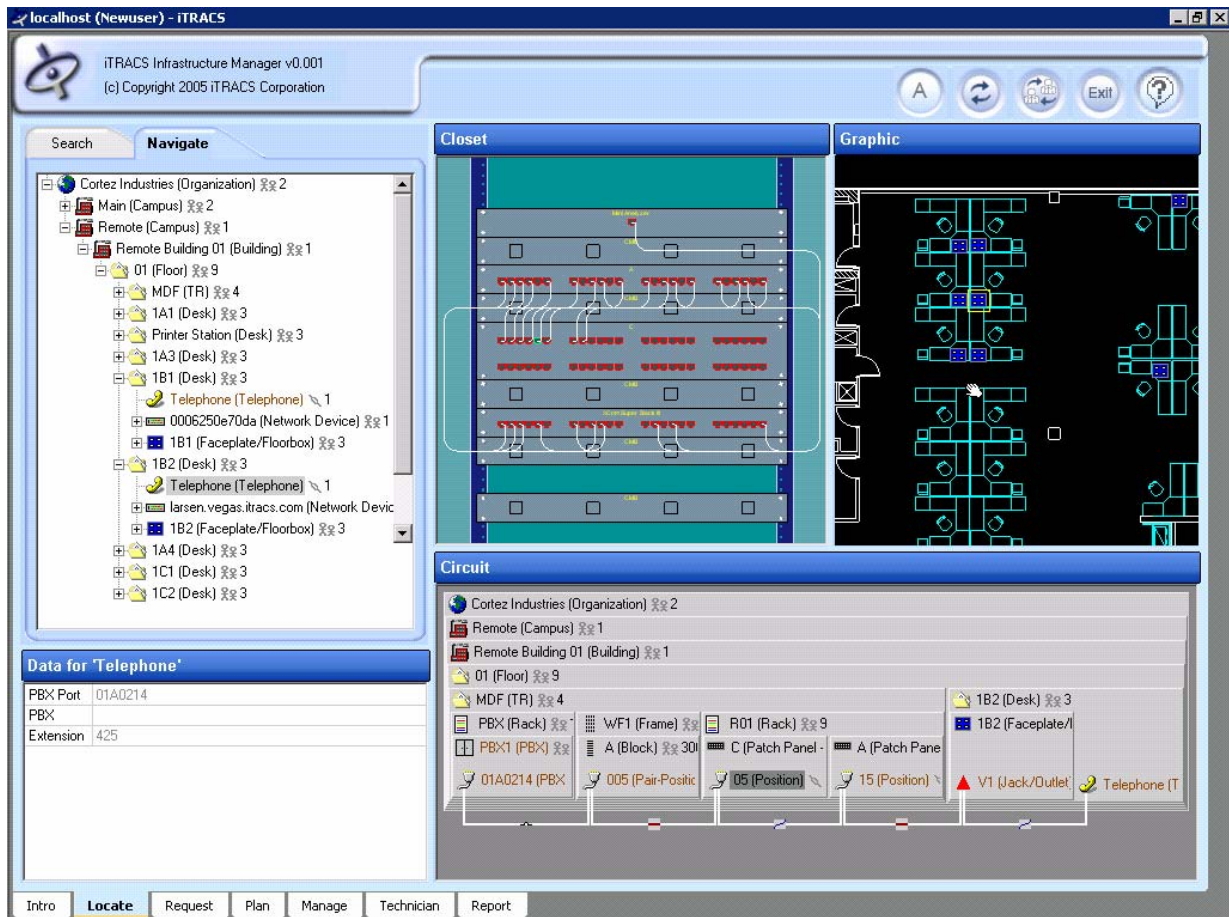 localhost (Newuser) - iTRACS
iTRACS Infrastructure Manager v0.001
(c) Copyright 2005 iTRACS Corporation
A
Exit
Search
Navigate
Cortez Industries (Organization) 2
Main (Campus) 2
Remote (Campus) 1
Remote Building 01 (Building) 1
01 (Floor) 9
MDF (TR) 4
1A1 (Desk) 3
Printer Station (Desk) 3
1A3 (Desk) 3
1B1 (Desk) 3
Telephone (Telephone) 1
0006250e70da (Network Device) 1
1B1 (Faceplate/Floorbox) 3
1B2 (Desk) 3
Telephone (Telephone) 1
larsen.vegas.itracs.com (Network Devic
1B2 (Faceplate/Floorbox) 3
1A4 (Desk) 3
1C1 (Desk) 3
1C2 (Desk) 3
Closet
A
C
Graphic
Data for 'Telephone'
PBX Port 01A0214
PBX
Extension 425
Circuit
Cortez Industries (Organization) 2
Remote (Campus) 1
Remote Building 01 (Building) 1
01 (Floor) 9
MDF (TR) 4
1B2 (Desk) 3
PBX (Rack)
WF1 (Frame)
R01 (Rack) 9
1B2 (Faceplate/
PBX1 (PBX)
A (Block) 30
C (Patch Panel -
A (Patch Pane
01A0214 (PBX
005 (Pair-Positic
05 (Position)
15 (Position)
V1 (Jack/Outlet)
Telephone (T
Intro
Locate
Request
Plan
Manage
Technician
Report